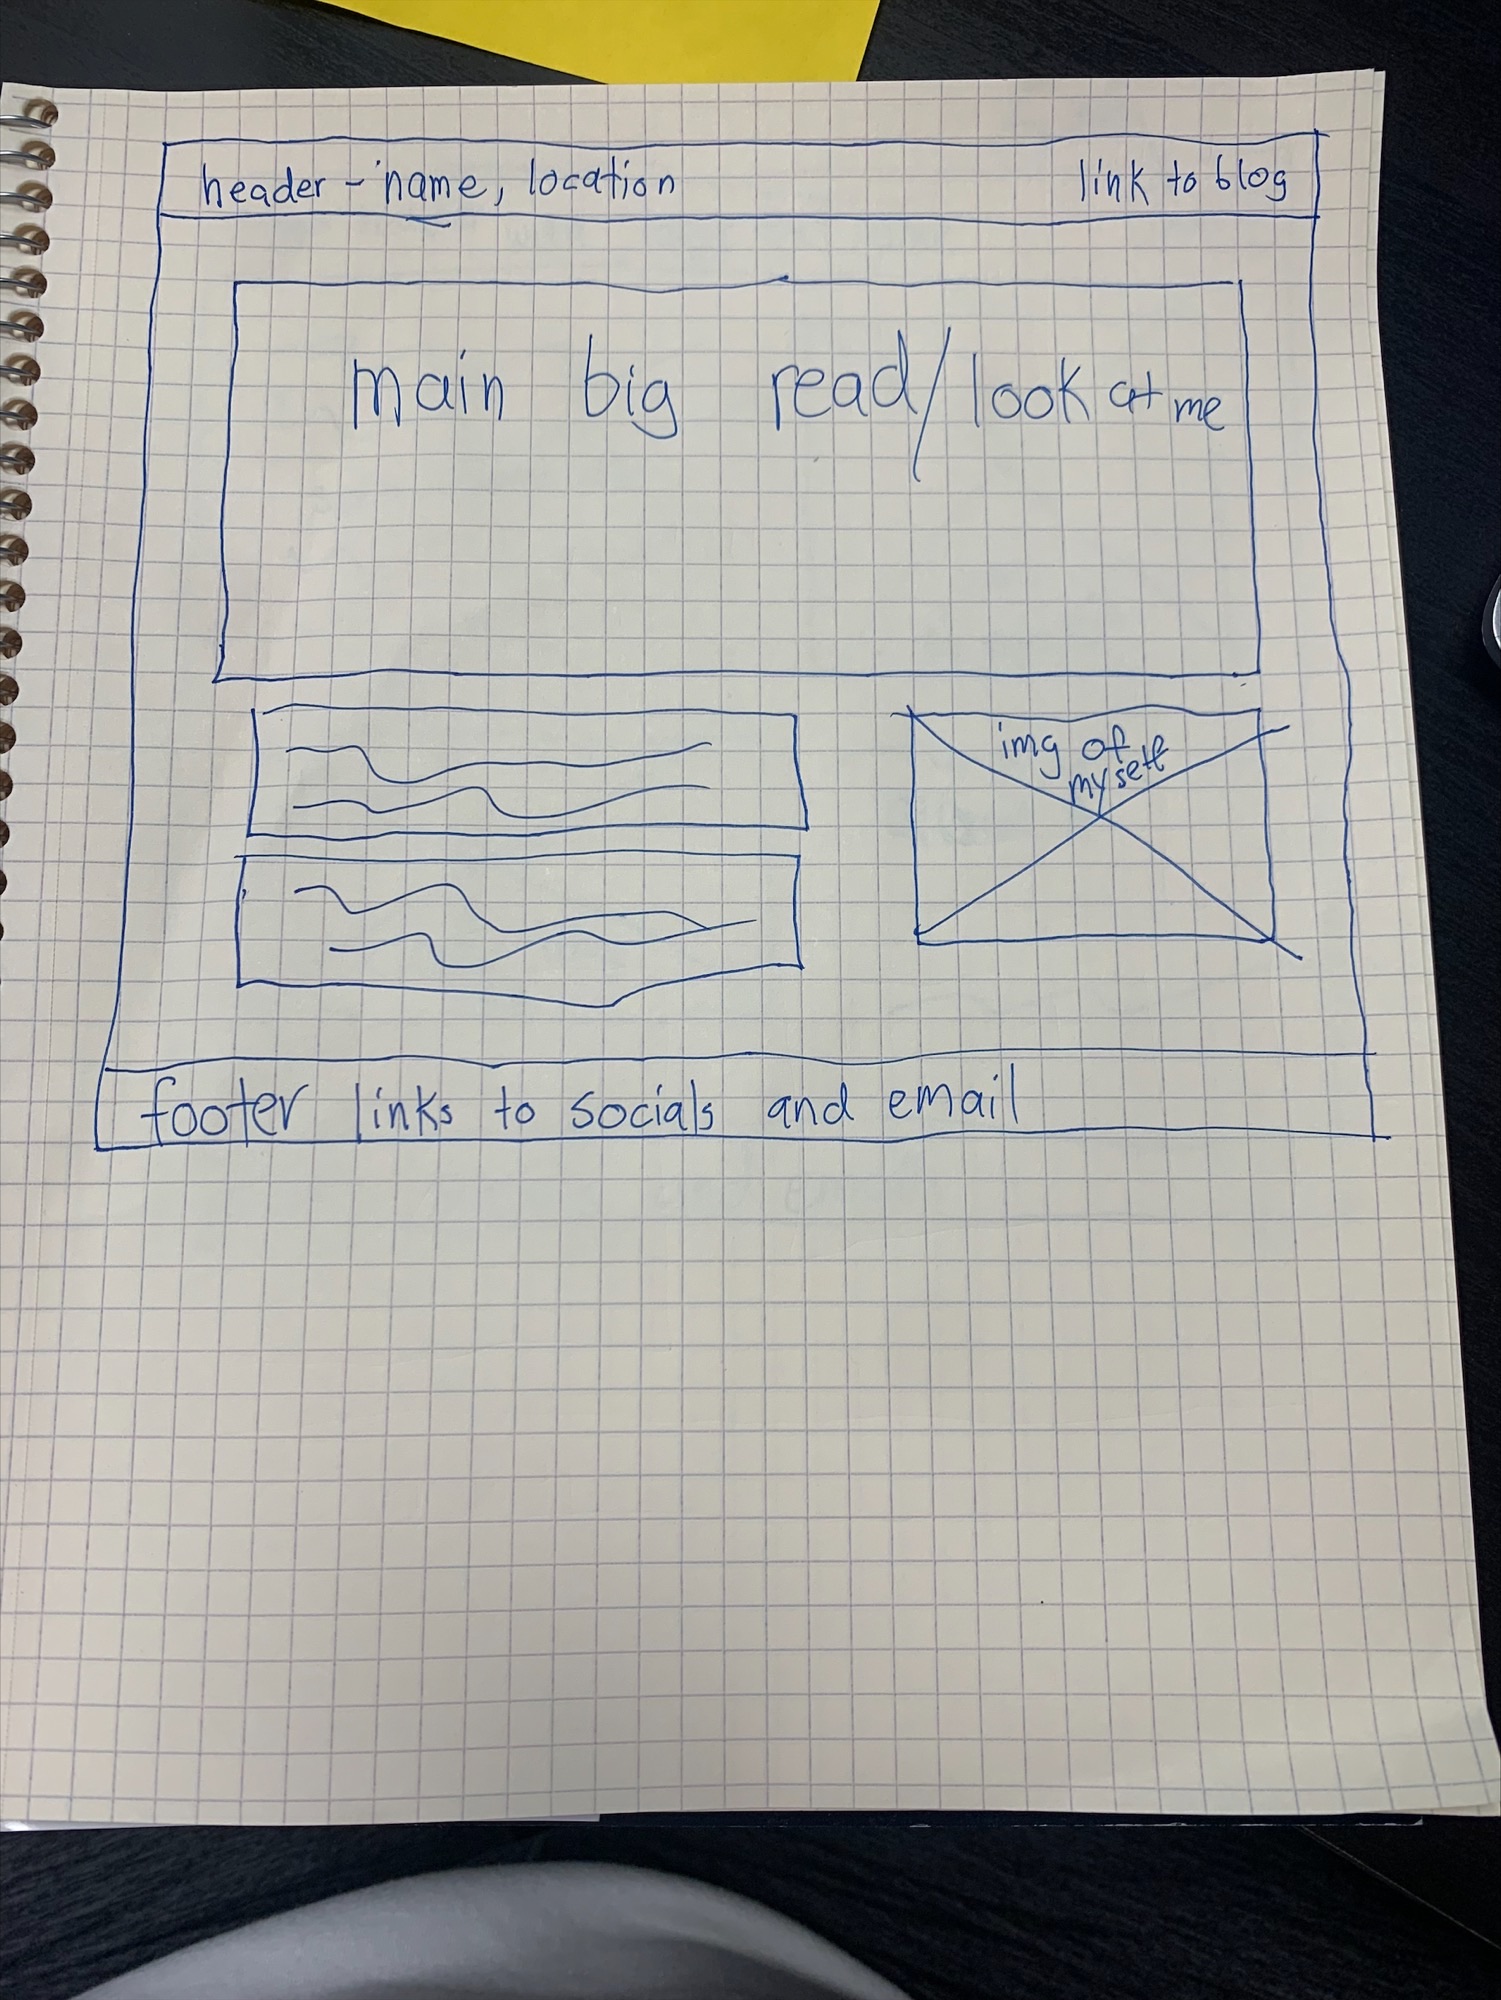 header - name, location link to blog
main big read/look at me
img of
myself
footer links to socials and email